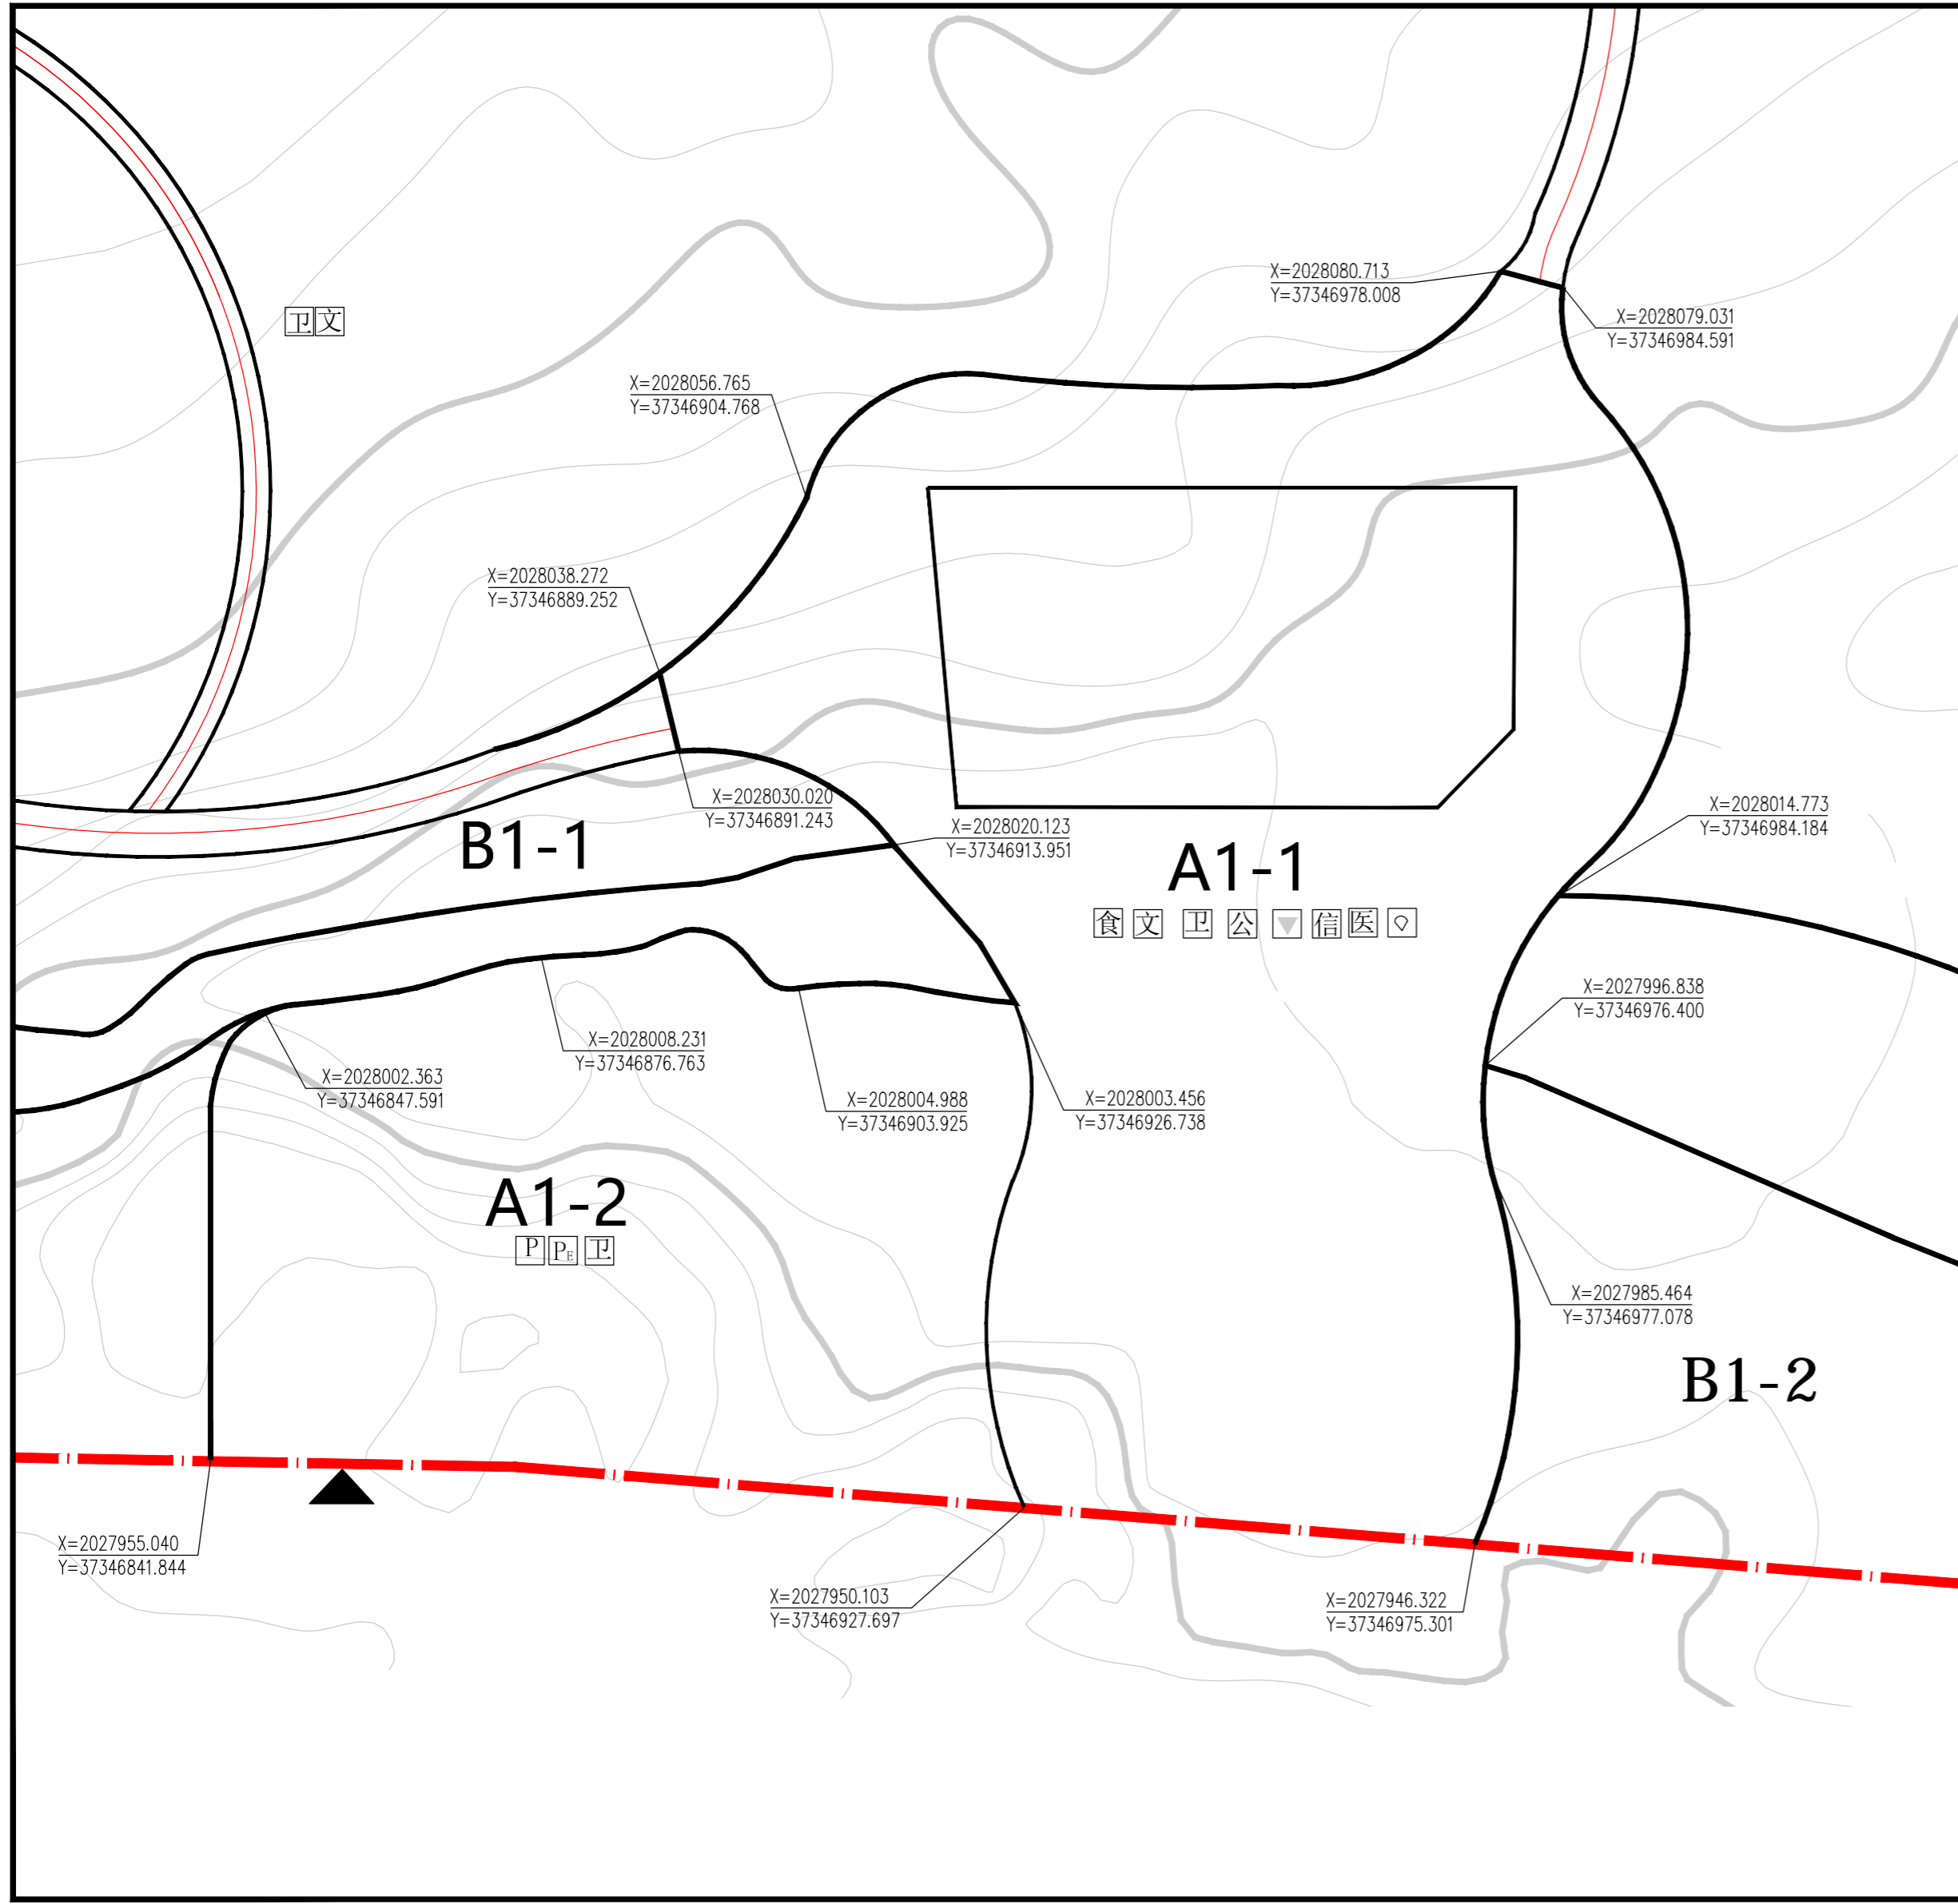 X=2028080.713
Y=37346978.008
X=2028079.031
Y=37346984.591
卫文
X=2028056.765
Y=37346904.768
X=2028038.272
Y=37346889.252
X=2028030.020
Y=37346891.243
X=2028020.123
Y=37346913.951
X=2028014.773
Y=37346984.184
B1-1
A1-1
食 文 卫 公 信 医
X=2027996.838
Y=37346976.400
X=2028008.231
Y=37346876.763
X=2028002.363
Y=37346847.591
X=2028004.988
Y=37346903.925
X=2028003.456
Y=37346926.738
A1-2
P PE 卫
X=2027985.464
Y=37346977.078
B1-2
X=2027955.040
Y=37346841.844
X=2027950.103
Y=37346927.697
X=2027946.322
Y=37346975.301